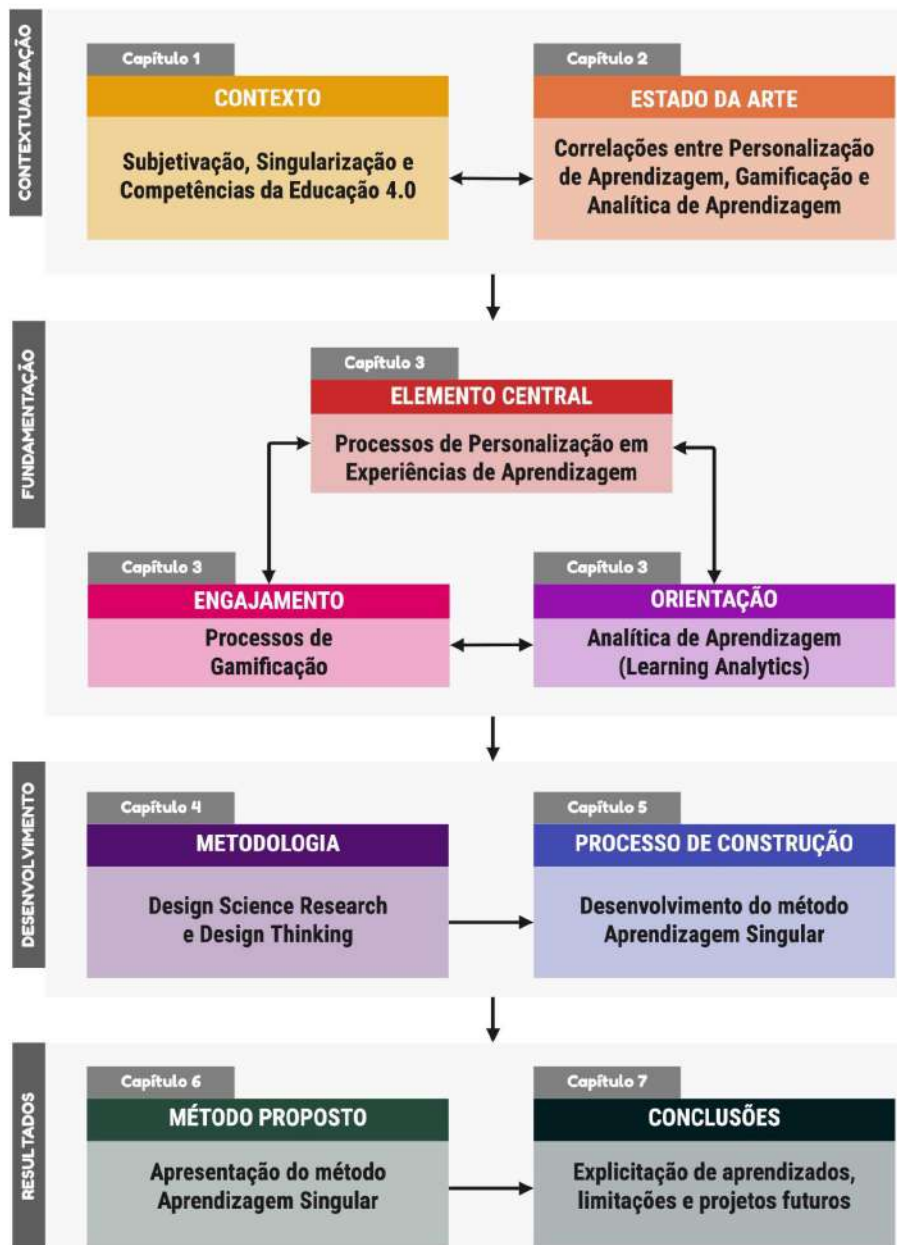 CONTEXTUALIZAÇÃO
Capítulo 1
CONTEXTO
Subjetivação, Singularização e
Competências da Educação 4.0
Capítulo 2
ESTADO DA ARTE
Correlações entre Personalização
de Aprendizagem, Gamificação e
Analítica de Aprendizagem
FUNDAMENTAÇÃO
Capítulo 3
ELEMENTO CENTRAL
Processos de Personalização em
Experiências de Aprendizagem
Capítulo 3
ENGAJAMENTO
Processos de
Gamificação
Capítulo 3
ORIENTAÇÃO
Analítica de Aprendizagem
(Learning Analytics)
DESENVOLVIMENTO
Capítulo 4
METODOLOGIA
Design Science Research
e Design Thinking
Capítulo 5
PROCESSO DE CONSTRUÇÃO
Desenvolvimento do método
Aprendizagem Singular
RESULTADOS
Capítulo 6
MÉTODO PROPOSTO
Apresentação do método
Aprendizagem Singular
Capítulo 7
CONCLUSÕES
Explicitação de aprendizados,
limitações e projetos futuros